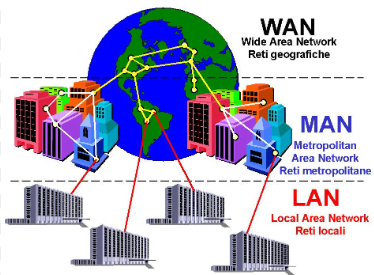 WAN
Wide Area Network
Reti geografiche
MAN
Metropolitan
Area Network
Reti metropolitane
LAN
Local Area Network
Reti locali